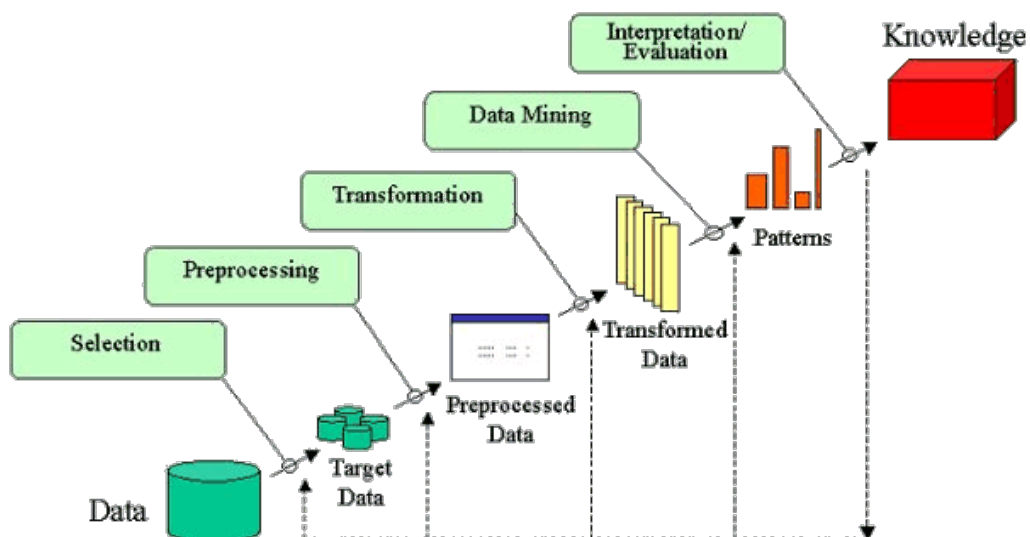 Interpretation/
Evaluation
Knowledge
Data Mining
Transformation
Patterns
Preprocessing
Transformed
Data
Selection
Preprocessed
Data
Target
Data
Data